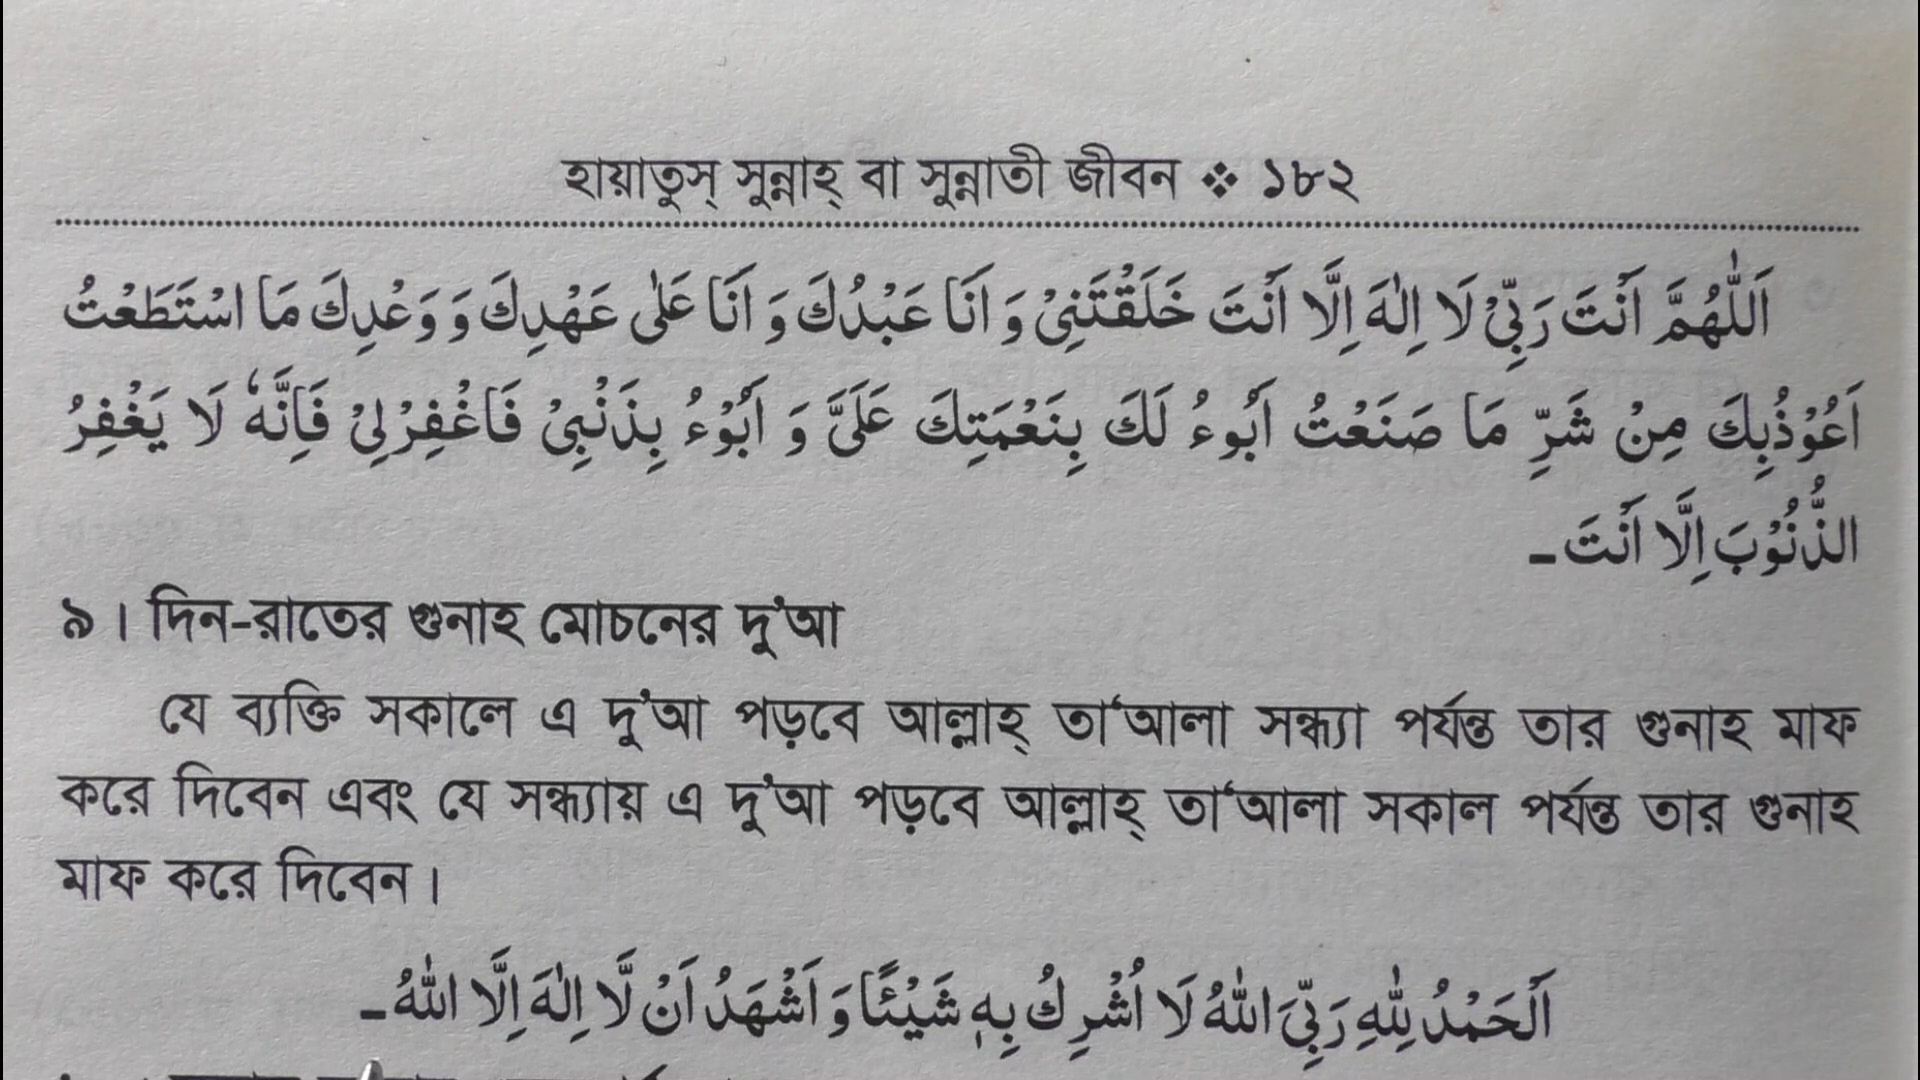 হায়াতুস্ সুন্নাহ্ বা সুন্নাতী জীবন ❖ ১৮২
اَللّٰهُمَّ اَنْتَ رَبِّىْ لَا اِلٰهَ اِلَّا اَنْتَ خَلَقْتَنِىْ وَ اَنَا عَبْدُكَ وَ اَنَا عَلٰى عَهْدِكَ وَ وَعْدِكَ مَا اسْتَطَعْتُ
اَعُوْذُبِكَ مِنْ شَرِّ مَا صَنَعْتُ اَبُوءُ لَكَ بِنَعْمَتِكَ عَلَىَّ وَ اَبُوْءُ بِذَنْبِىْ فَاغْفِرْلِىْ فَاِنَّهٗ لَا يَغْفِرُ
الذُّنُوْبَ اِلَّا اَنْتَ ـ
৯। দিন-রাতের গুনাহ মোচনের দু'আ
যে ব্যক্তি সকালে এ দু'আ পড়বে আল্লাহ্ তা‘আলা সন্ধ্যা পর্যন্ত তার গুনাহ মাফ
করে দিবেন এবং যে সন্ধ্যায় এ দু'আ পড়বে আল্লাহ্ তা‘আলা সকাল পর্যন্ত তার গুনাহ
মাফ করে দিবেন।
اَلْحَمْدُ لِلّٰهِ رَبِّىَ اللّٰهُ لَا اُشْرِكُ بِهٖ شَيْئًا وَ اَشْهَدُ اَنْ لَّا اِلٰهَ اِلَّا اللّٰهُ ـ